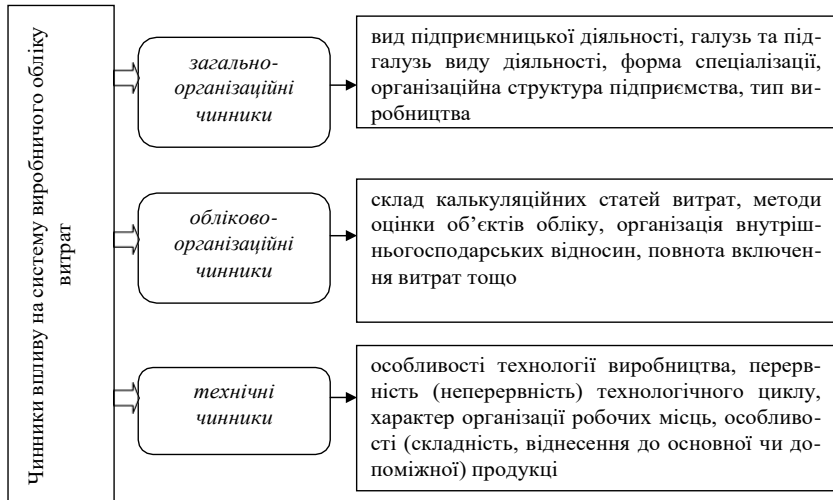 Чинники впливу на систему виробничого обліку
витрат
загально-
організаційні
чинники
вид підприємницької діяльності, галузь та під-
галузь виду діяльності, форма спеціалізації,
організаційна структура підприємства, тип ви-
робництва
обліково-
організаційні
чинники
склад калькуляційних статей витрат, методи
оцінки об’єктів обліку, організація внутріш-
ньогосподарських відносин, повнота включен-
ня витрат тощо
технічні
чинники
особливості технології виробництва, перерв-
ність (неперервність) технологічного циклу,
характер організації робочих місць, особливо-
сті (складність, віднесення до основної чи до-
поміжної) продукці